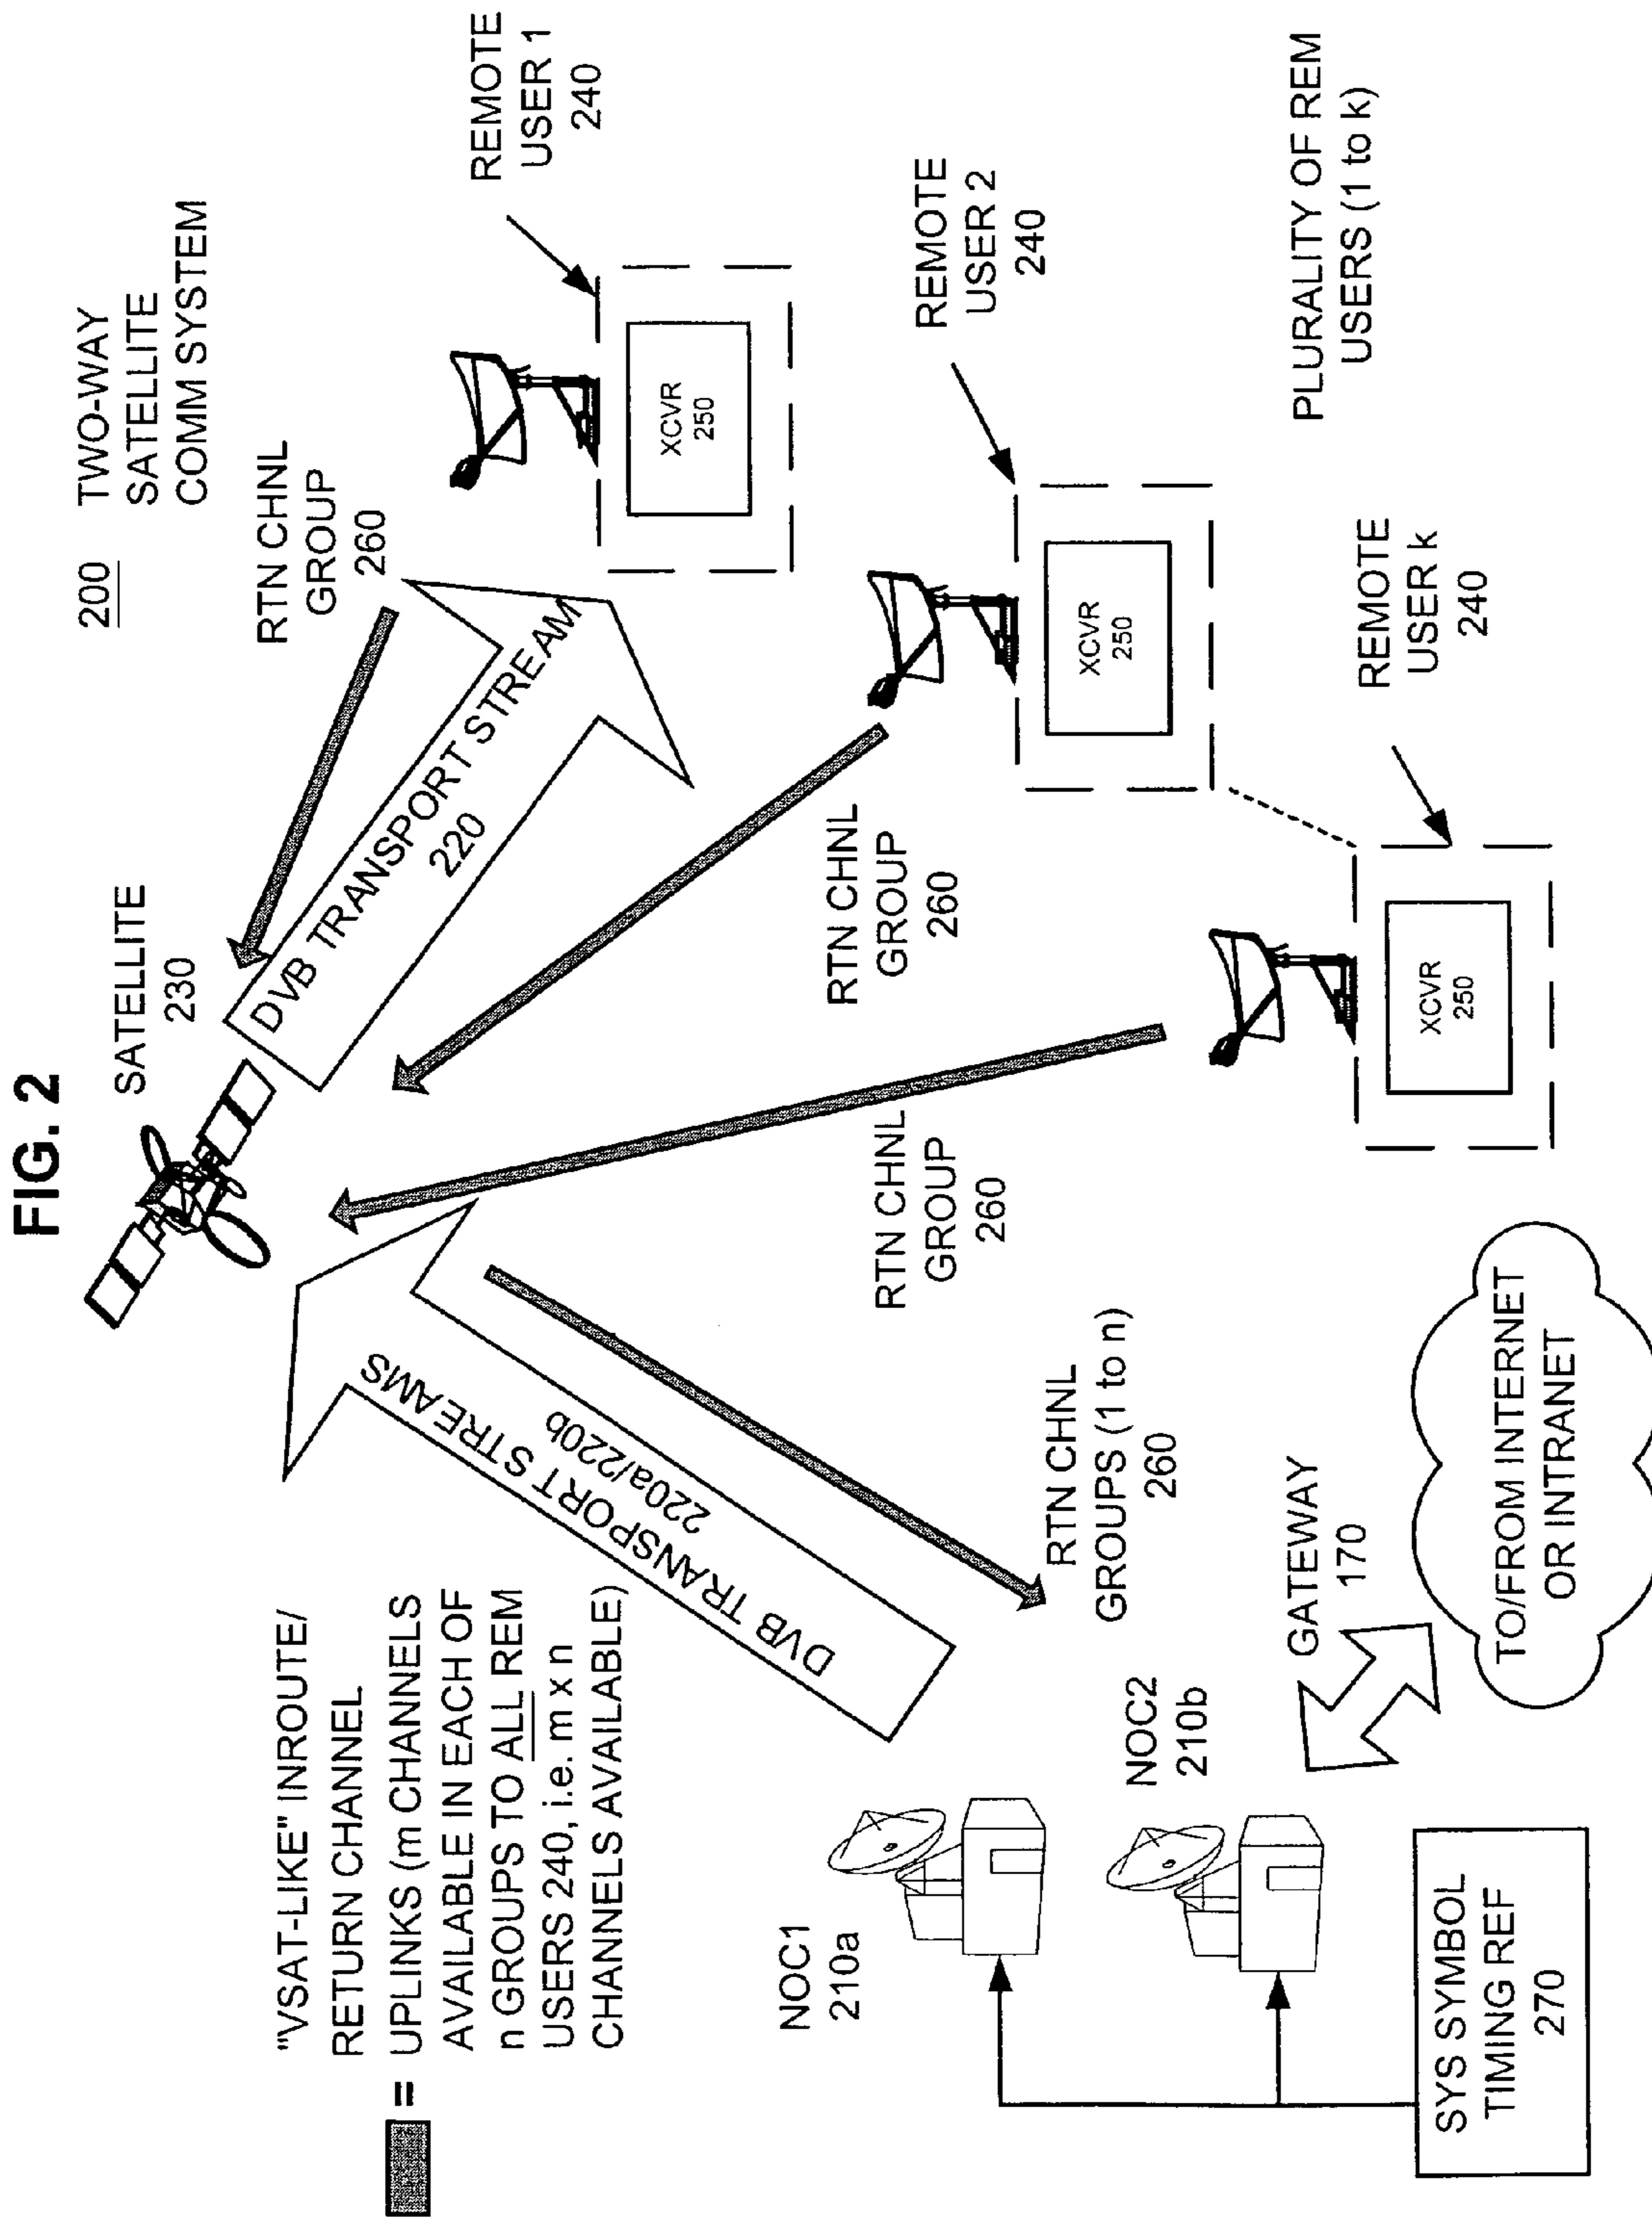 FIG. 2
200 TWO-WAY
SATELLITE
COMM SYSTEM
SATELLITE
230
"VSAT-LIKE" INROUTE/
RETURN CHANNEL
= UPLINKS (m CHANNELS
AVAILABLE IN EACH OF
n GROUPS TO ALL REM
USERS 240, i.e. m x n
CHANNELS AVAILABLE)
DVB TRANSPORT STREAMS
220a/220b
DVB TRANSPORT STREAM
220
RTN CHNL
GROUP
260
REMOTE
USER 1
240
XCVR
250
RTN CHNL
GROUP
260
REMOTE
USER 2
240
XCVR
250
RTN CHNL
GROUP
260
REMOTE
USER k
240
XCVR
250
PLURALITY OF REM
USERS (1 to k)
RTN CHNL
GROUPS (1 to n)
260
NOC1
210a
NOC2
210b
GATEWAY
170
TO/FROM INTERNET
OR INTRANET
SYS SYMBOL
TIMING REF
270